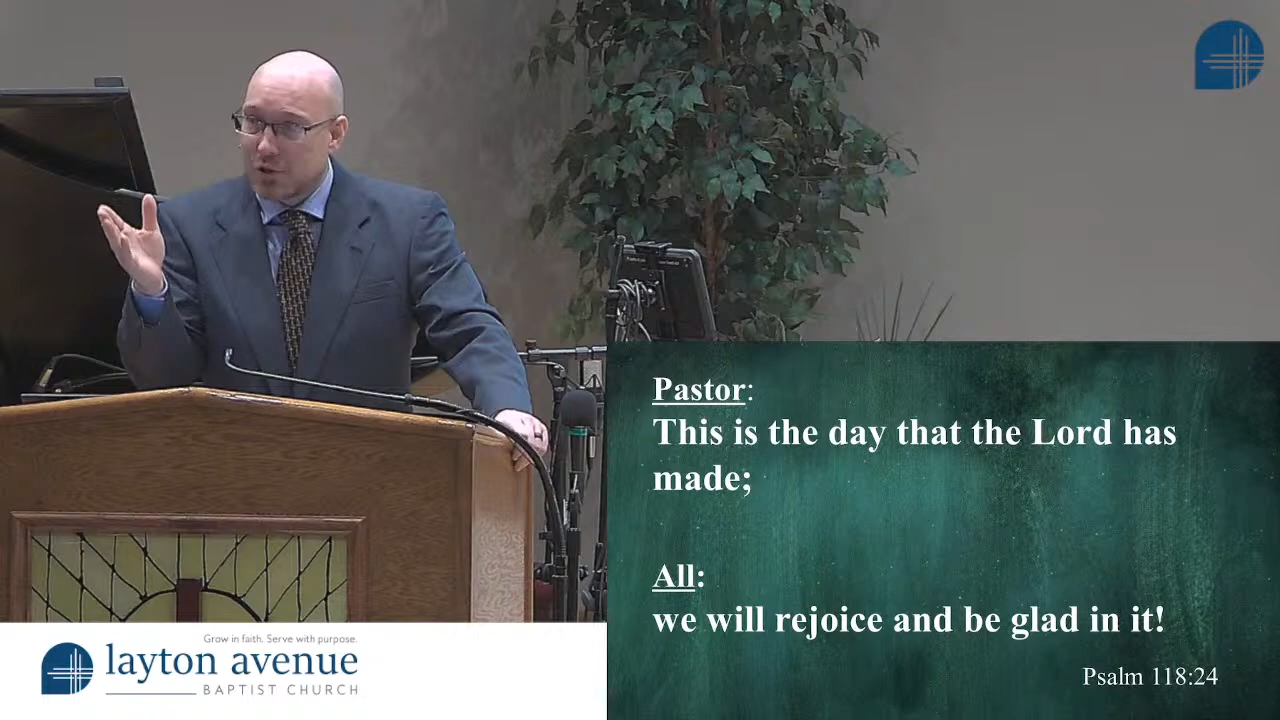 Pastor:
This is the day that the Lord has
made;
All:
we will rejoice and be glad in it!
Psalm 118:24
Grow in faith. Serve with purpose.
layton avenue
BAPTIST CHURCH